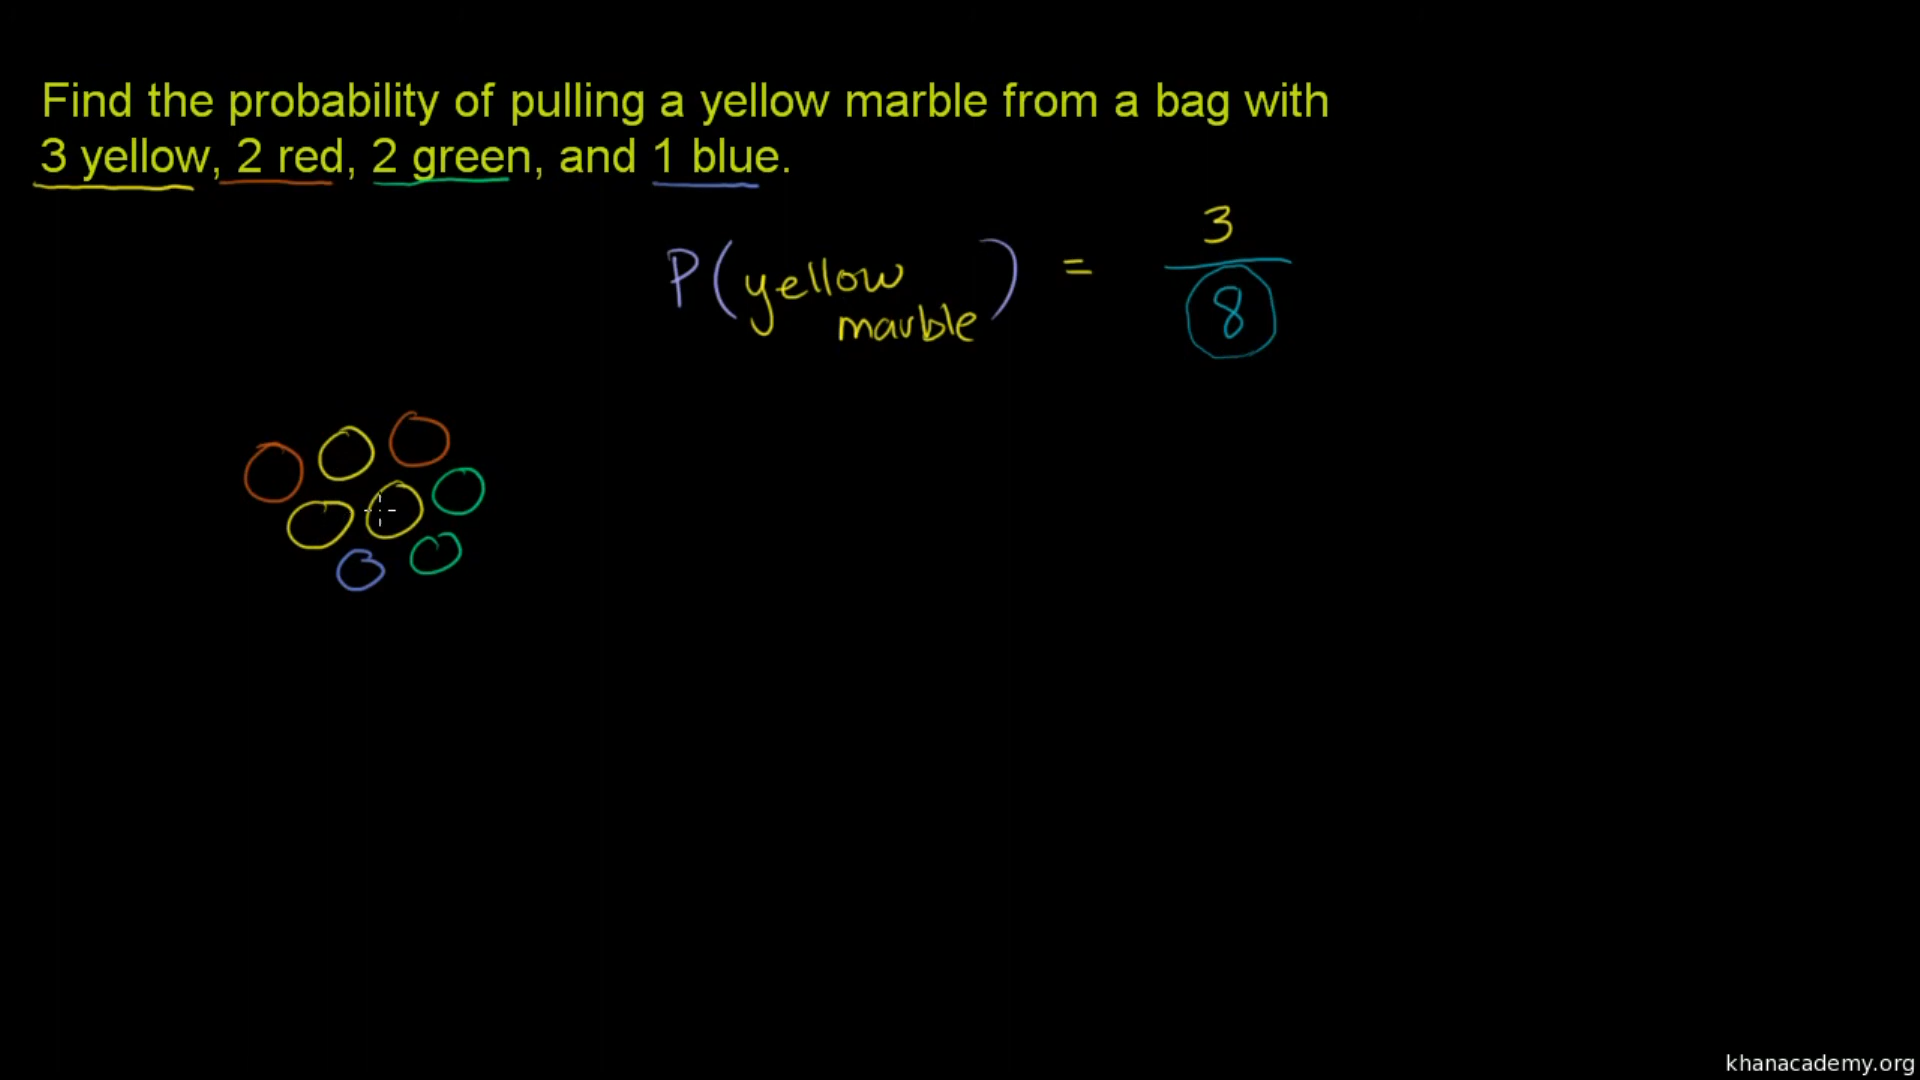 Find the probability of pulling a yellow marble from a bag with
3 yellow, 2 red, 2 green, and 1 blue.
P(yellow marble) = 3/8
khanacademy.org